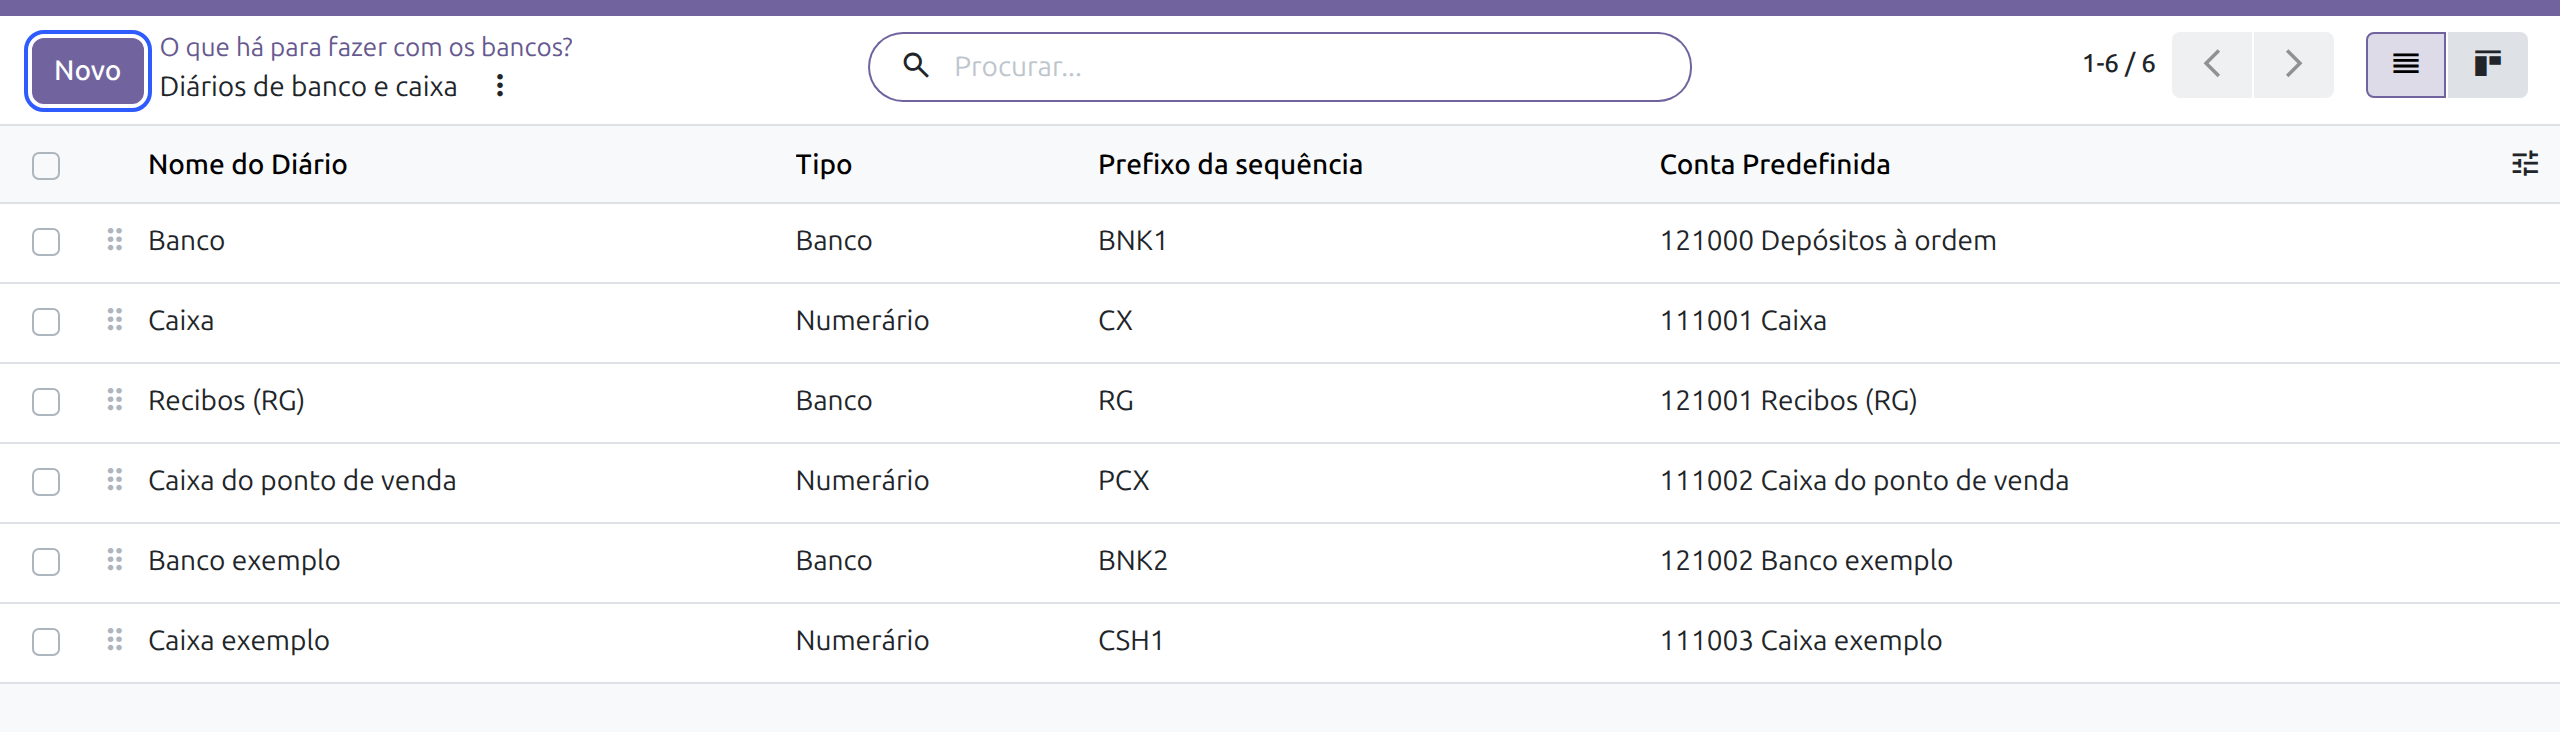 Novo
O que há para fazer com os bancos?
Diários de banco e caixa
Procurar...
1-6 / 6
Nome do Diário Tipo Prefixo da sequência Conta Predefinida
Banco Banco BNK1 121000 Depósitos à ordem
Caixa Numerário CX 111001 Caixa
Recibos (RG) Banco RG 121001 Recibos (RG)
Caixa do ponto de venda Numerário PCX 111002 Caixa do ponto de venda
Banco exemplo Banco BNK2 121002 Banco exemplo
Caixa exemplo Numerário CSH1 111003 Caixa exemplo